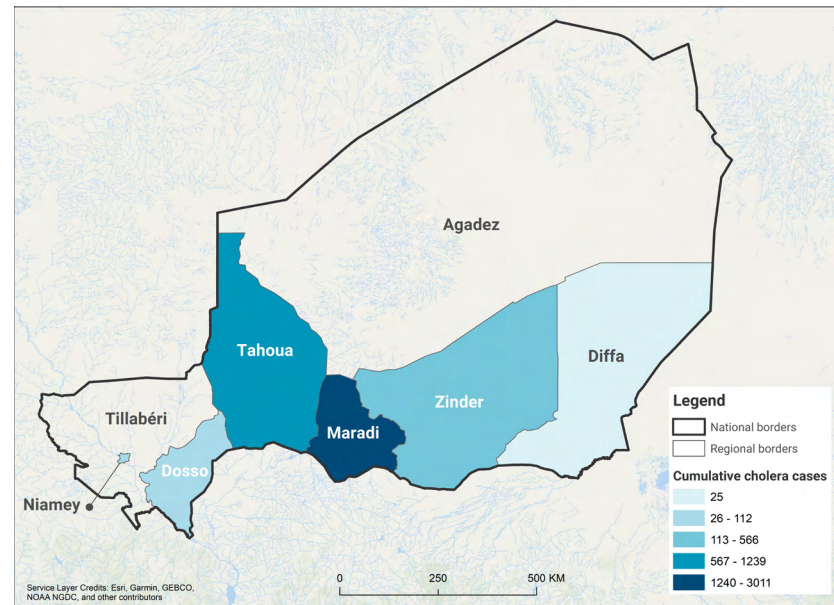 Agadez
Tahoua
Diffa
Zinder
Tillabéri
Maradi
Dosso
Niamey
Legend
National borders
Regional borders
Cumulative cholera cases
25
26 - 112
113 - 566
567 - 1239
1240 - 3011
0 250 500 KM
Service Layer Credits: Esri, Garmin, GEBCO,
NOAA NGDC, and other contributors